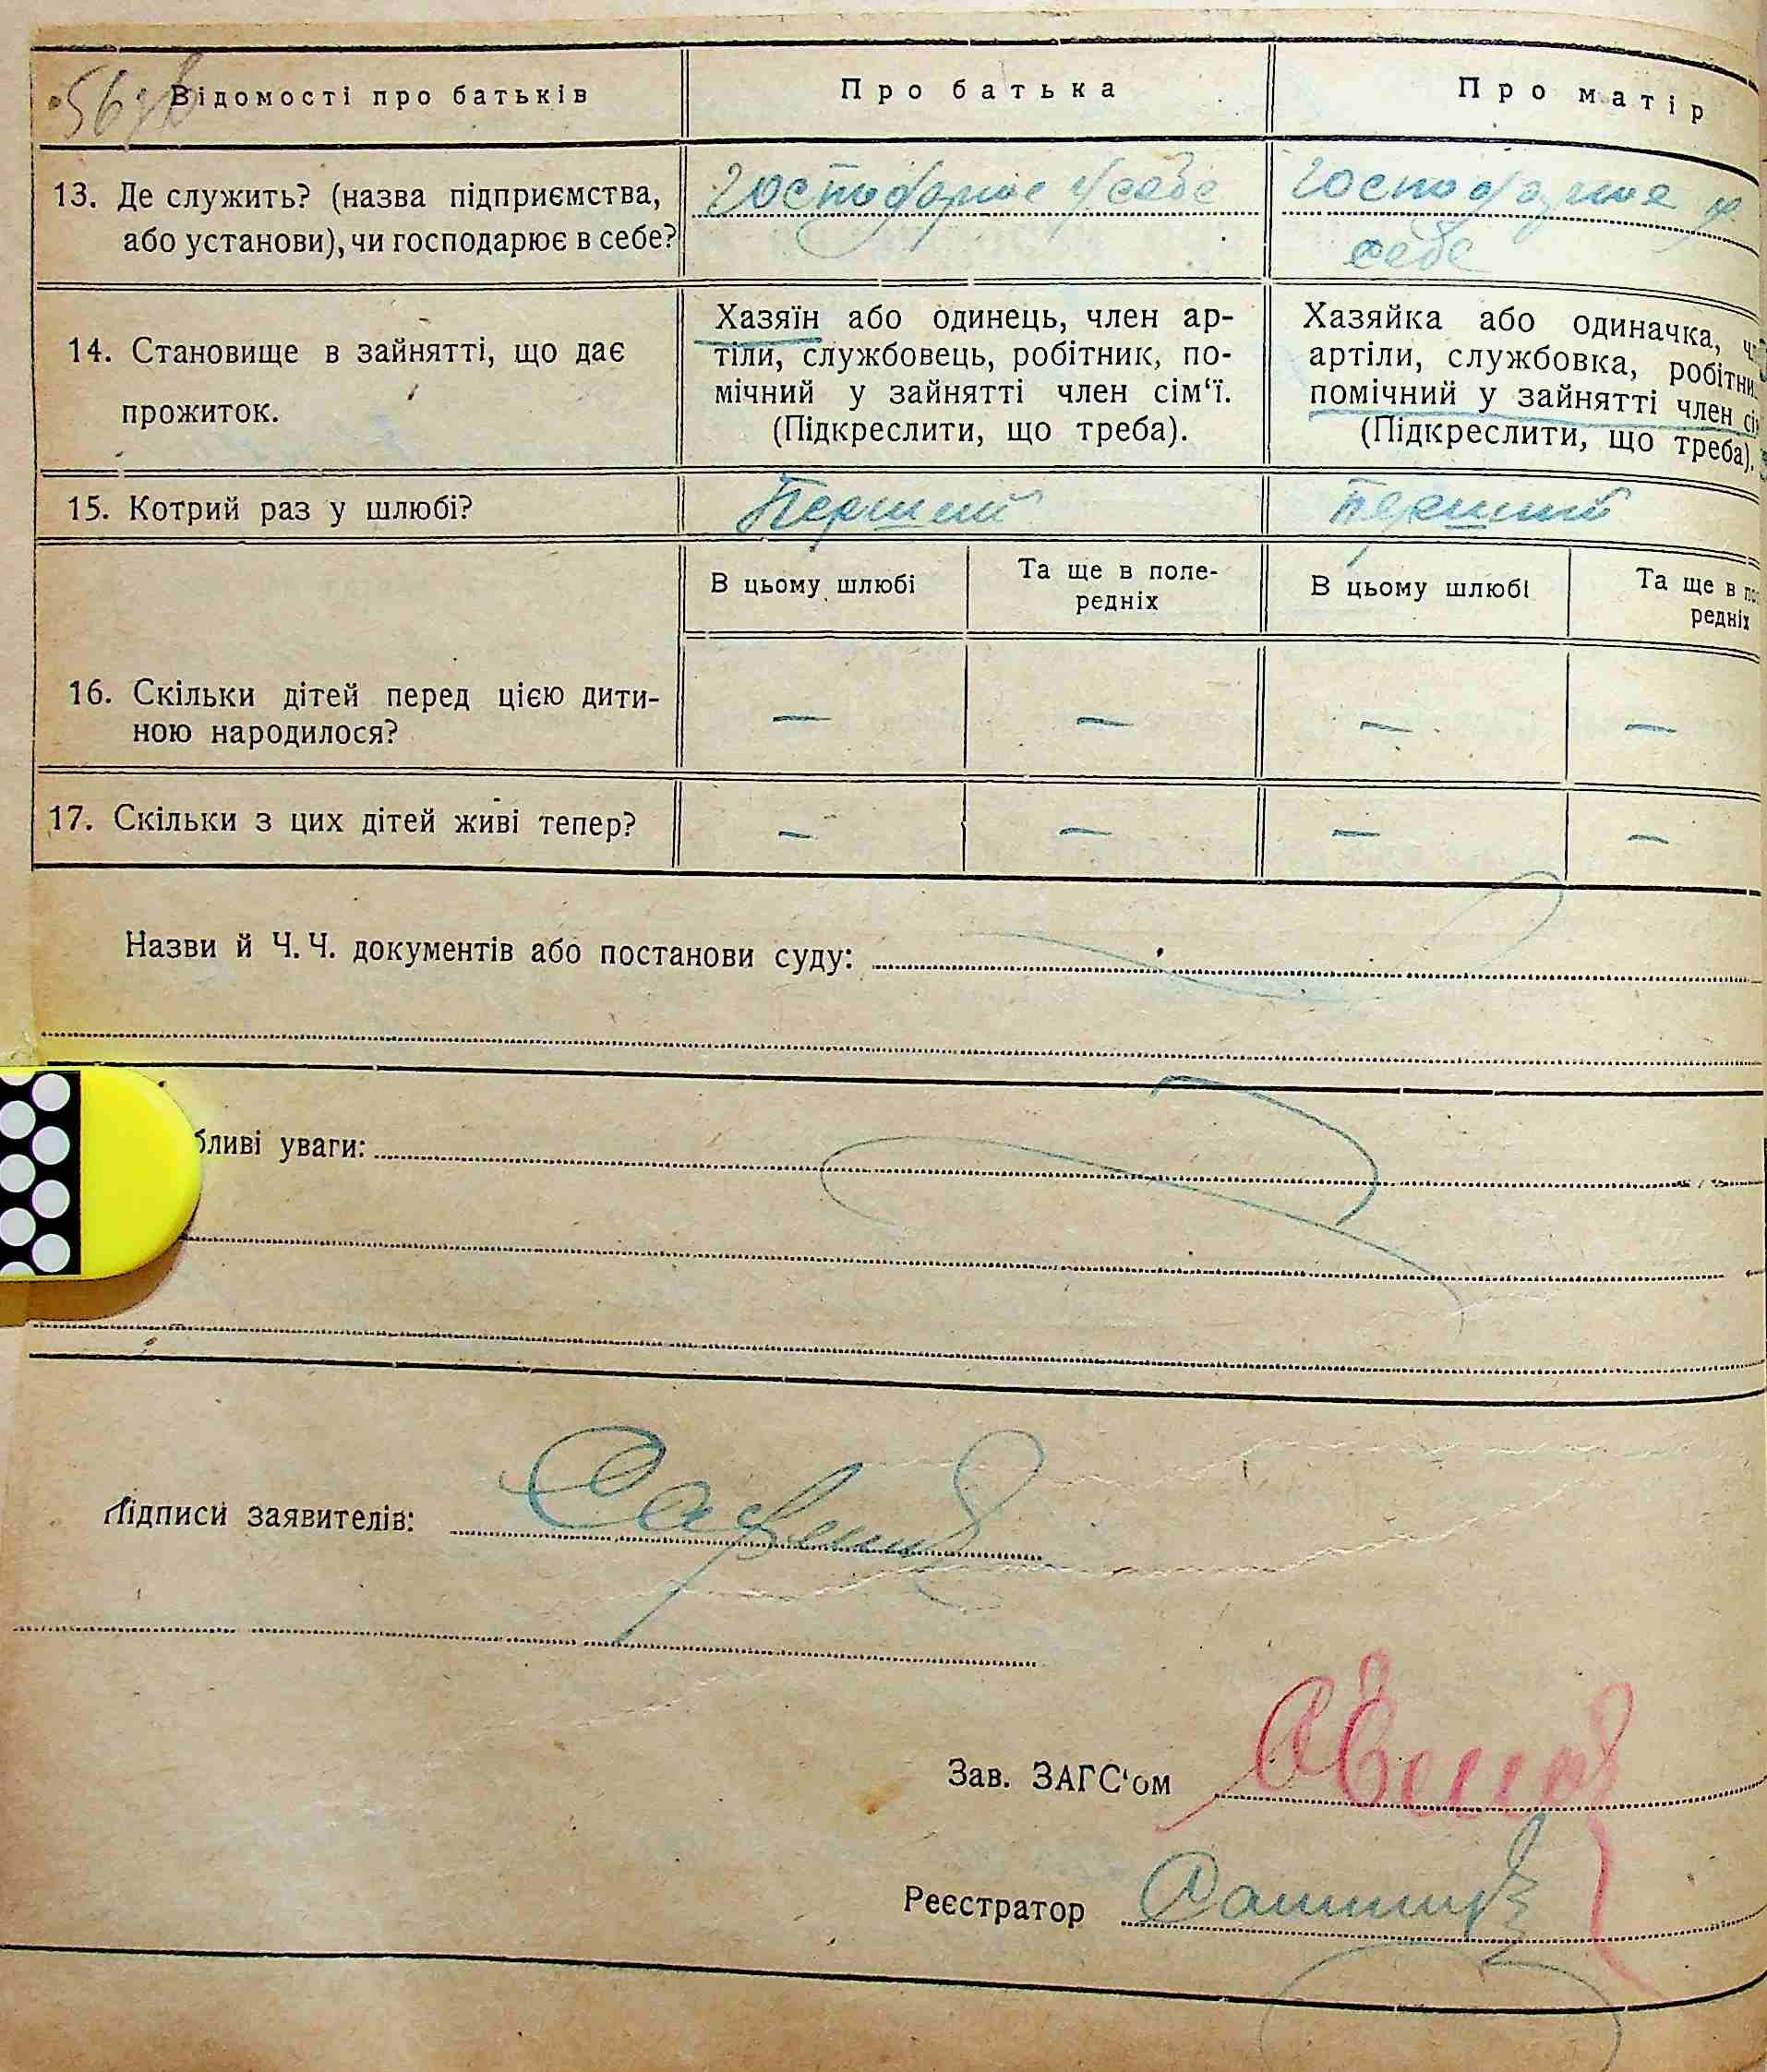 Відомості про батьків
Про батька
Про матір
13. Де служить? (назва підприємства,
або установи), чи господарює в себе?
Господарює у себе
Господарює у
себе
14. Становище в зайнятті, що дає
прожиток.
Хазяїн або одинець, член ар-
тіли, службовець, робітник, по-
мічний у зайнятті член сім‘ї.
(Підкреслити, що треба).
Хазяйка або одиначка,
артіли, службовка,
помічний у зайнятті член
(Підкреслити, що треба).
15. Котрий раз у шлюбі?
Перший
Перший
В цьому шлюбі
Та ще в попе-
редніх
В цьому шлюбі
Та ще в
редніх
16. Скільки дітей перед цією дити-
ною народилося?
— — — —
17. Скільки з цих дітей живі тепер?
— — — —
Назви й Ч. Ч. документів або постанови суду:
уваги:
Підписи заявителів:
Зав. ЗАГС‘ом
Реєстратор